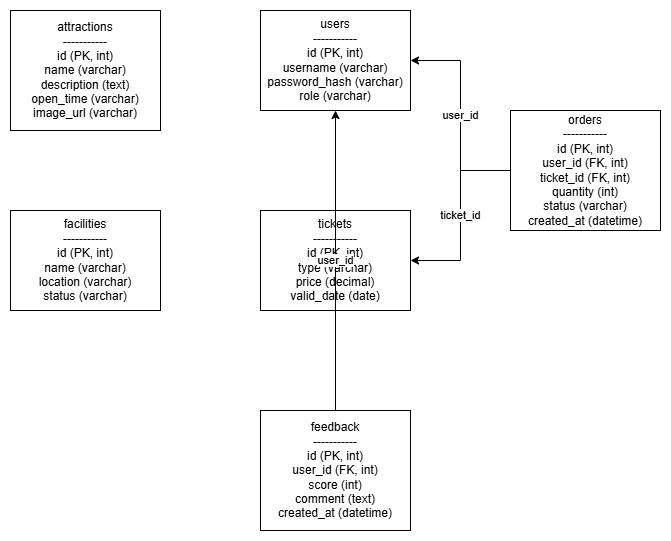 attractions
-----------
id (PK, int)
name (varchar)
description (text)
open_time (varchar)
image_url (varchar)
users
-----------
id (PK, int)
username (varchar)
password_hash (varchar)
role (varchar)
user_id
orders
-----------
id (PK, int)
user_id (FK, int)
ticket_id (FK, int)
quantity (int)
status (varchar)
created_at (datetime)
ticket_id
facilities
-----------
id (PK, int)
name (varchar)
location (varchar)
status (varchar)
tickets
-----------
id (PK, int)
user_id
type (varchar)
price (decimal)
valid_date (date)
feedback
-----------
id (PK, int)
user_id (FK, int)
score (int)
comment (text)
created_at (datetime)